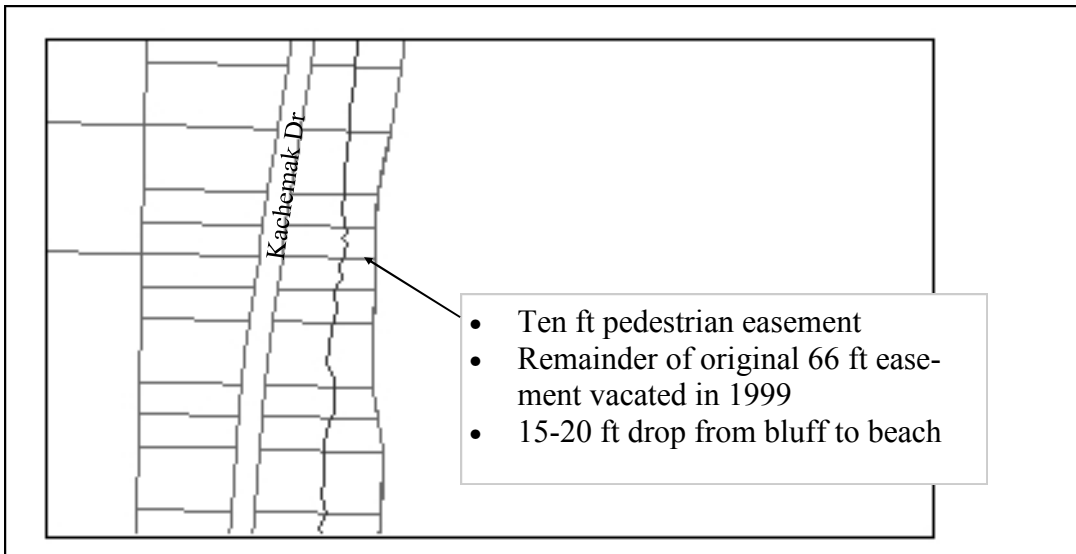 Kachemak Dr
• Ten ft pedestrian easement
• Remainder of original 66 ft ease-
ment vacated in 1999
• 15-20 ft drop from bluff to beach